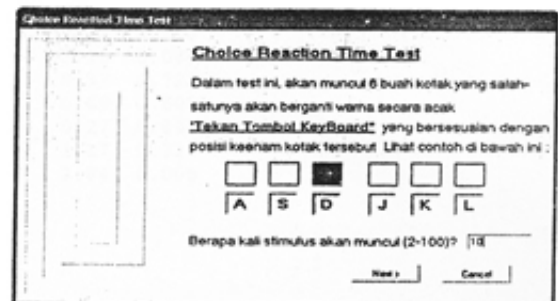 Choice Reaction Time Test
Choice Reaction Time Test
Dalam test ini, akan muncul 6 buah kotak yang salah-
satunya akan berganti warna secara acak
"Tekan Tombol KeyBoard" yang bersesuaian dengan
posisi keenam kotak tersebut Lihat contoh di bawah ini :
A S D J K L
Berapa kali stimulus akan muncul (2-100)? 10
Next > Cancel